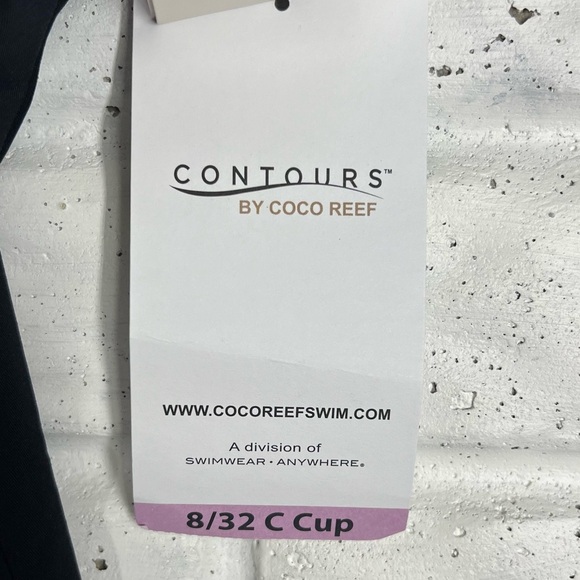 CONTOURS™
BY COCO REEF
WWW.COCOREEFSWIM.COM
A division of
SWIMWEAR • ANYWHERE®
8/32 C Cup